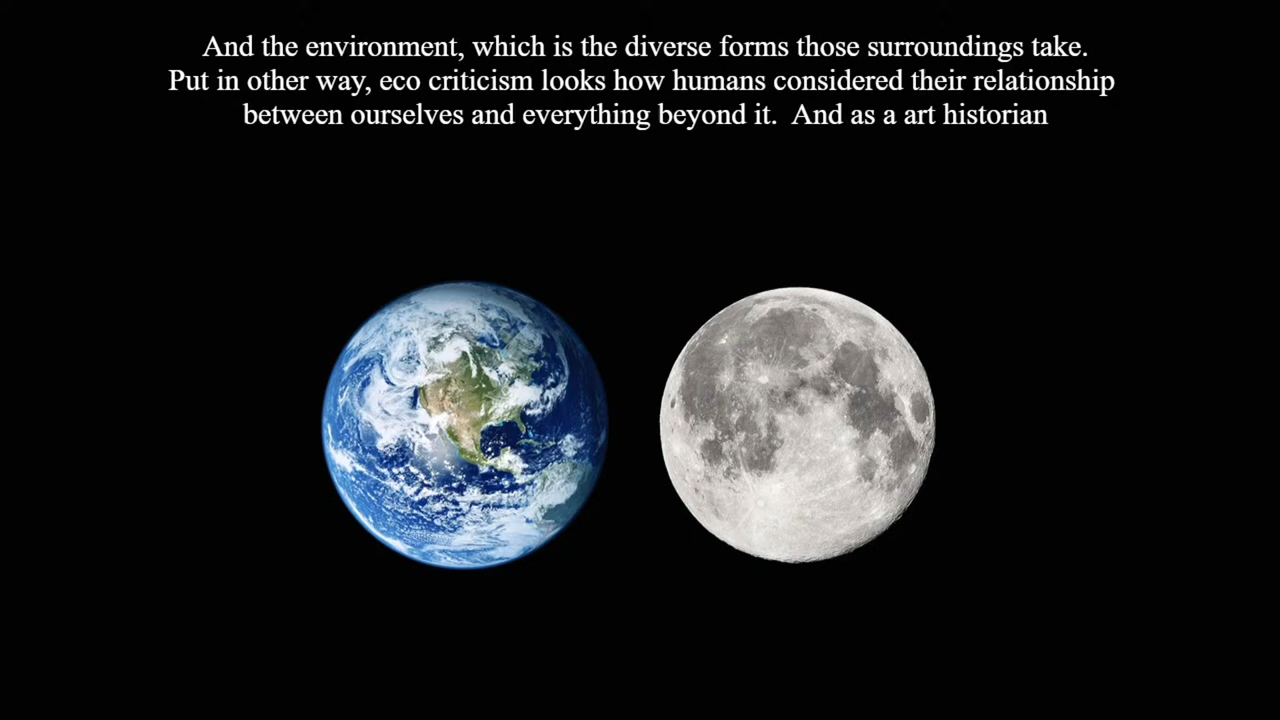 And the environment, which is the diverse forms those surroundings take.
Put in other way, eco criticism looks how humans considered their relationship
between ourselves and everything beyond it.  And as a art historian